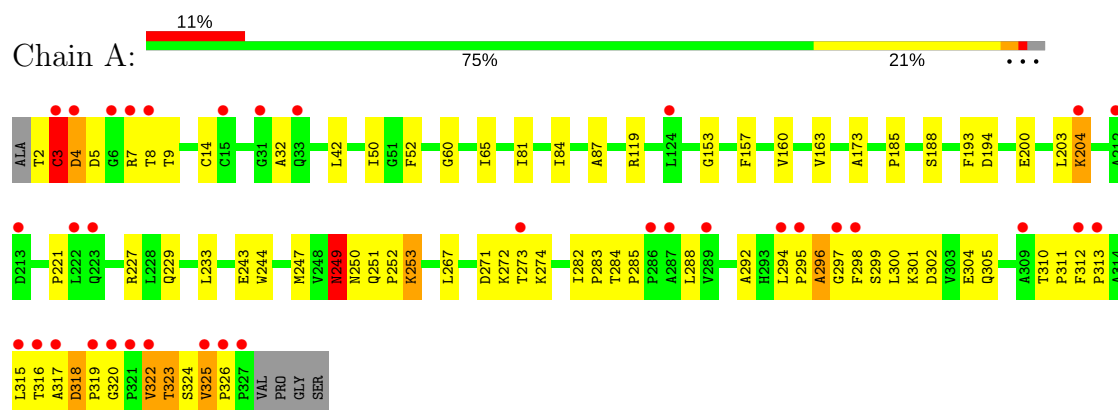 11%
Chain A:
75% 21% • • •
ALA T2 C3 D4 D5 G6 R7 T8 T9 C14 C15 G31 A32 Q33 L42 I50 G51 F52 G60 I65 I81 I84 A87 R119 L124 G153 F157 V160 V163 A173 P185 S188 F193 D194 E200 L203 K204 A212
D213 P221 L222 Q223 R227 L228 Q229 L233 E243 W244 M247 V248 N249 N250 Q251 P252 K253 L267 D271 K272 T273 K274 I282 P283 T284 P285 P286 A287 L288 V289 A292 H293 L294 P295 A296 G297 F298 S299 L300 K301 D302 V303 E304 Q305 A309 T310 P311 F312 P313 A314
L315 T316 A317 D318 P319 G320 P321 V322 T323 S324 V325 P326 P327 VAL PRO GLY SER